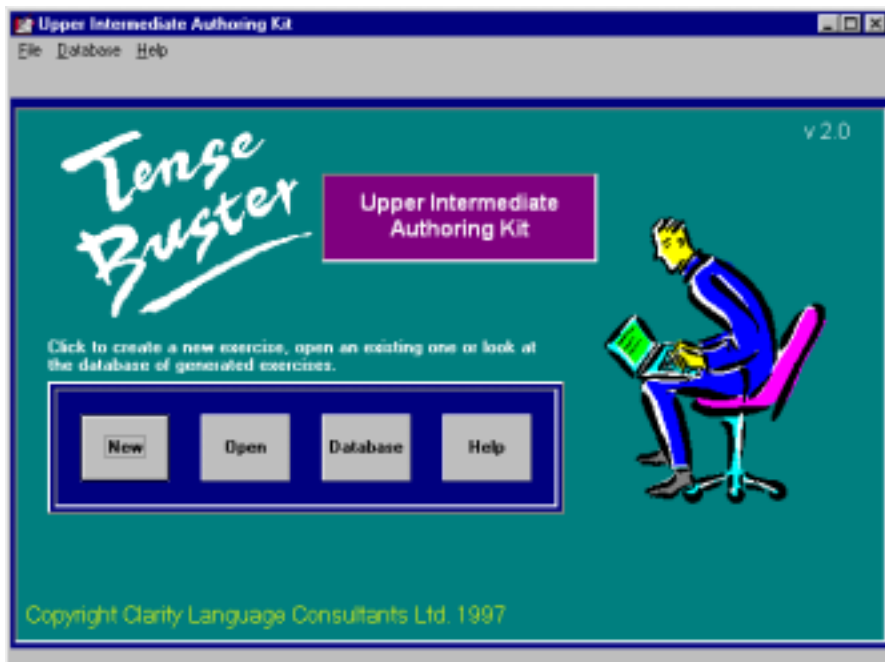 Upper Intermediate Authoring Kit
File Database Help
v 2.0
Tense
Buster
Upper Intermediate
Authoring Kit
Click to create a new exercise, open an existing one or look at
the database of generated exercises.
New Open Database Help
Copyright Clarity Language Consultants Ltd. 1997